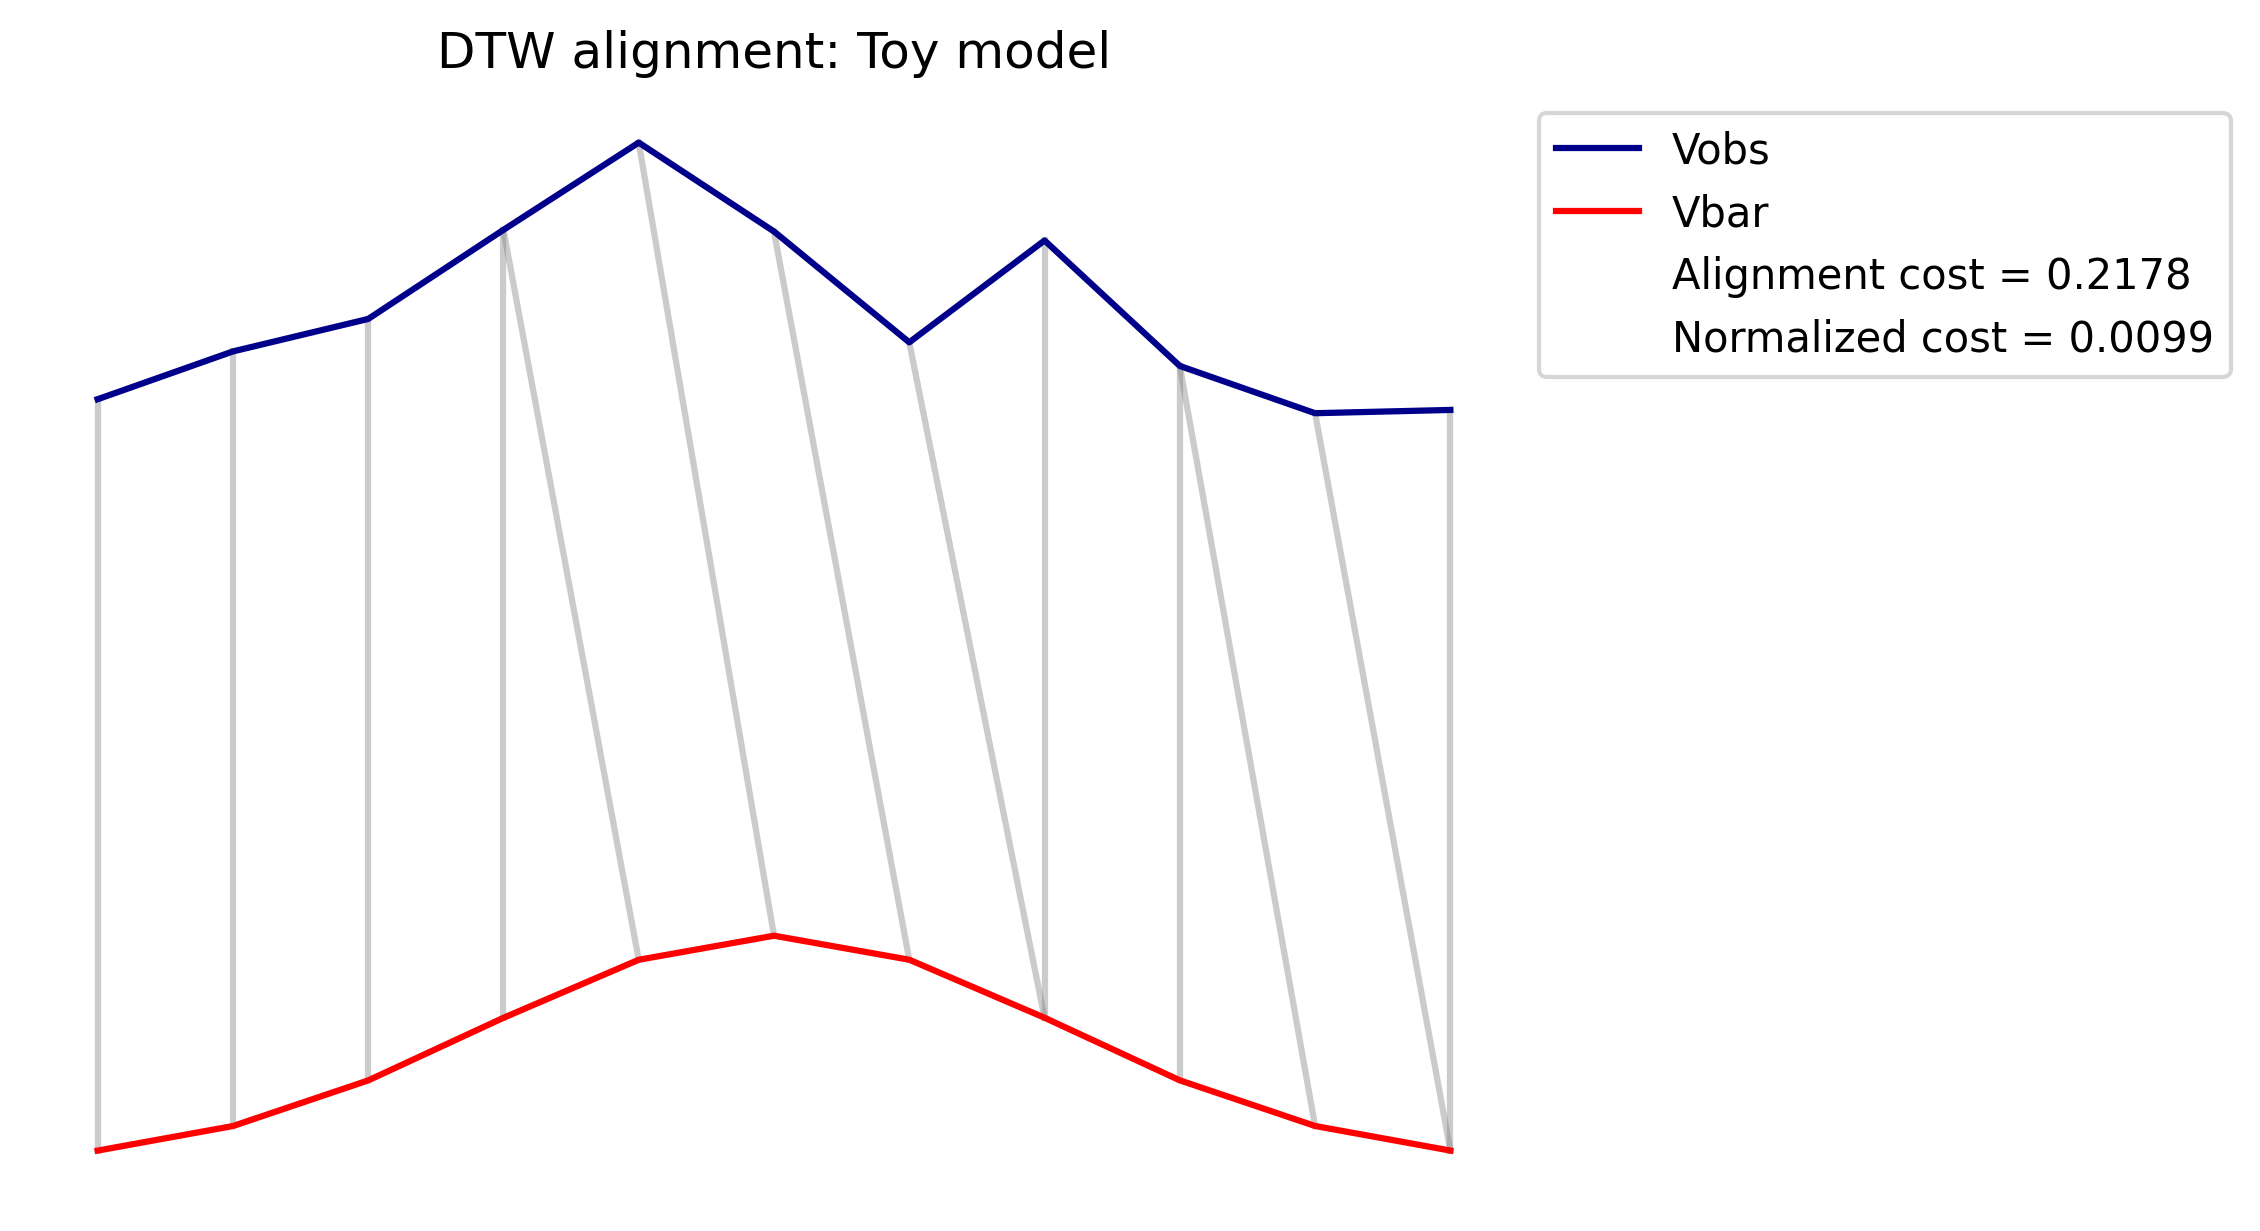 DTW alignment: Toy model
Vobs
Vbar
Alignment cost = 0.2178
Normalized cost = 0.0099